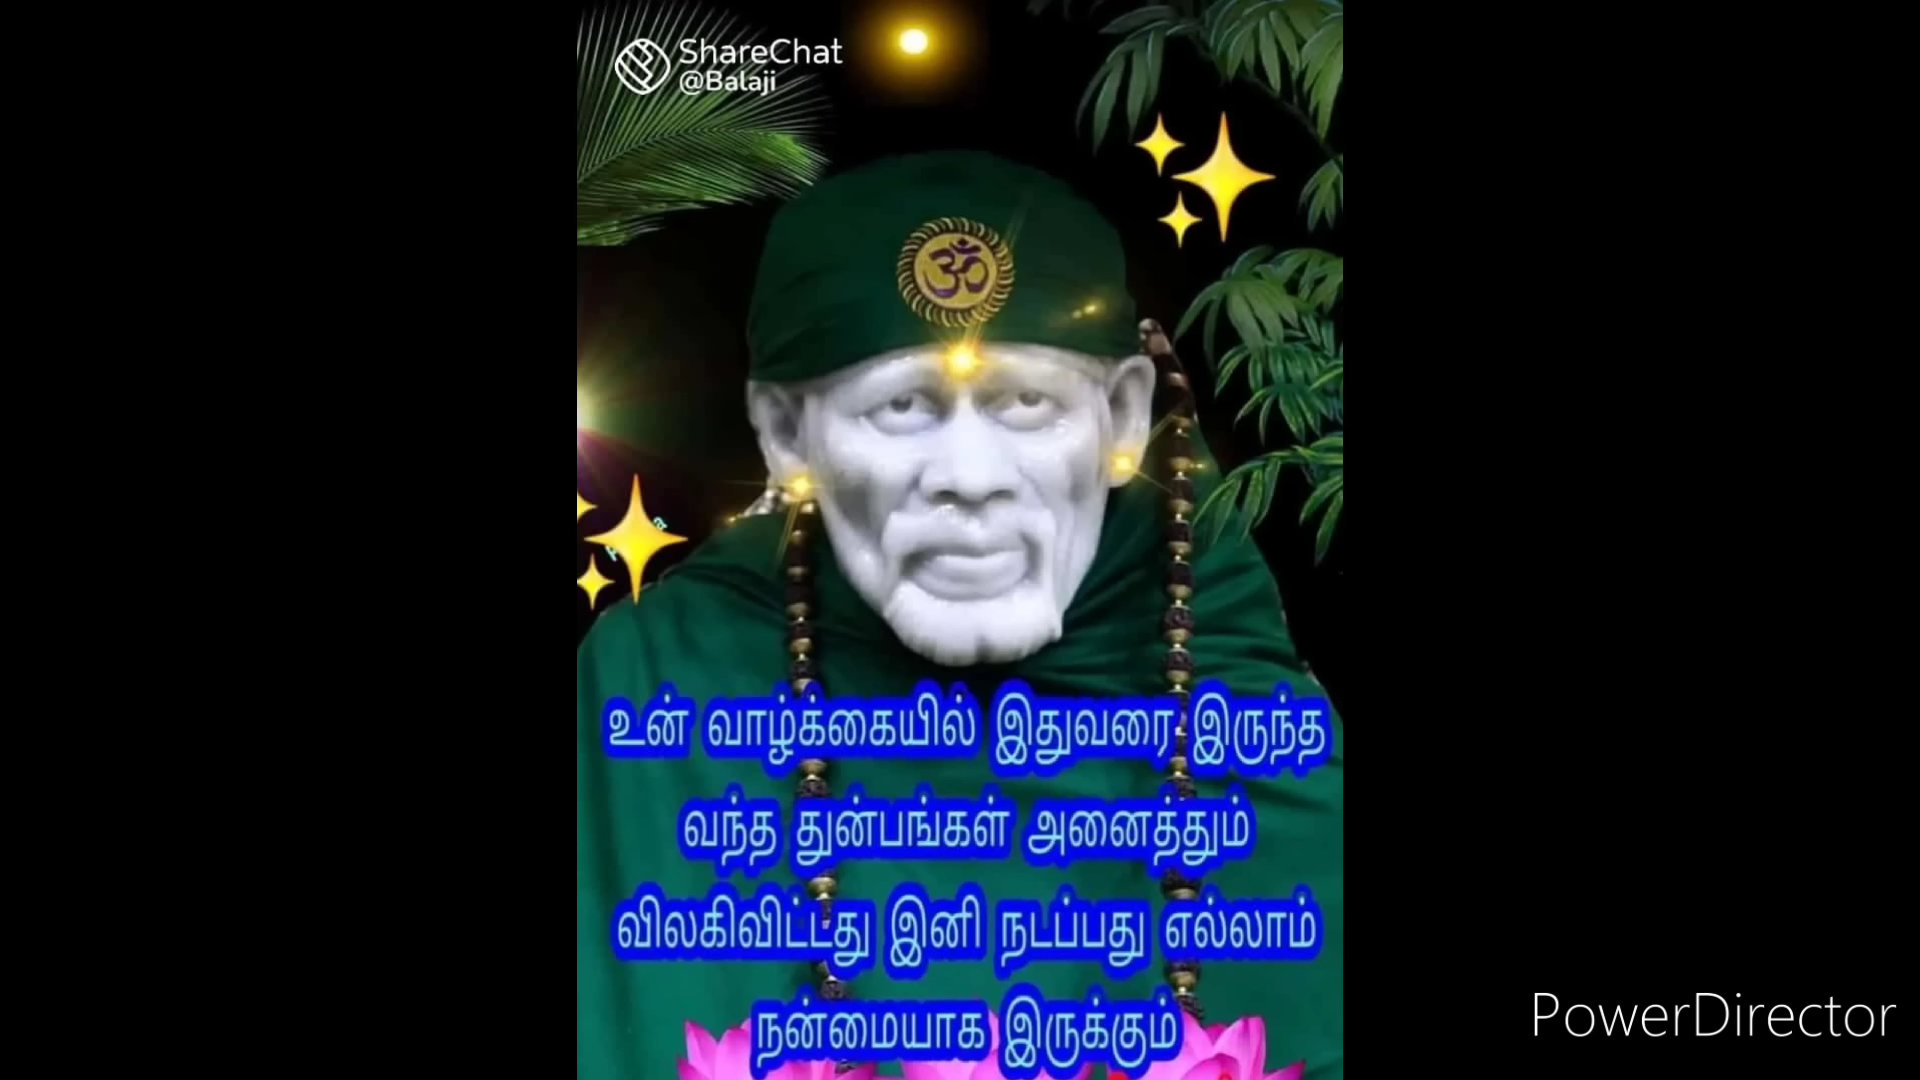 ShareChat
@Balaji
ॐ
உன் வாழ்க்கையில் இதுவரை இருந்த
வந்த துன்பங்கள் அனைத்தும்
விலகிவிட்டது இனி நடப்பது எல்லாம்
நன்மையாக இருக்கும்
PowerDirector